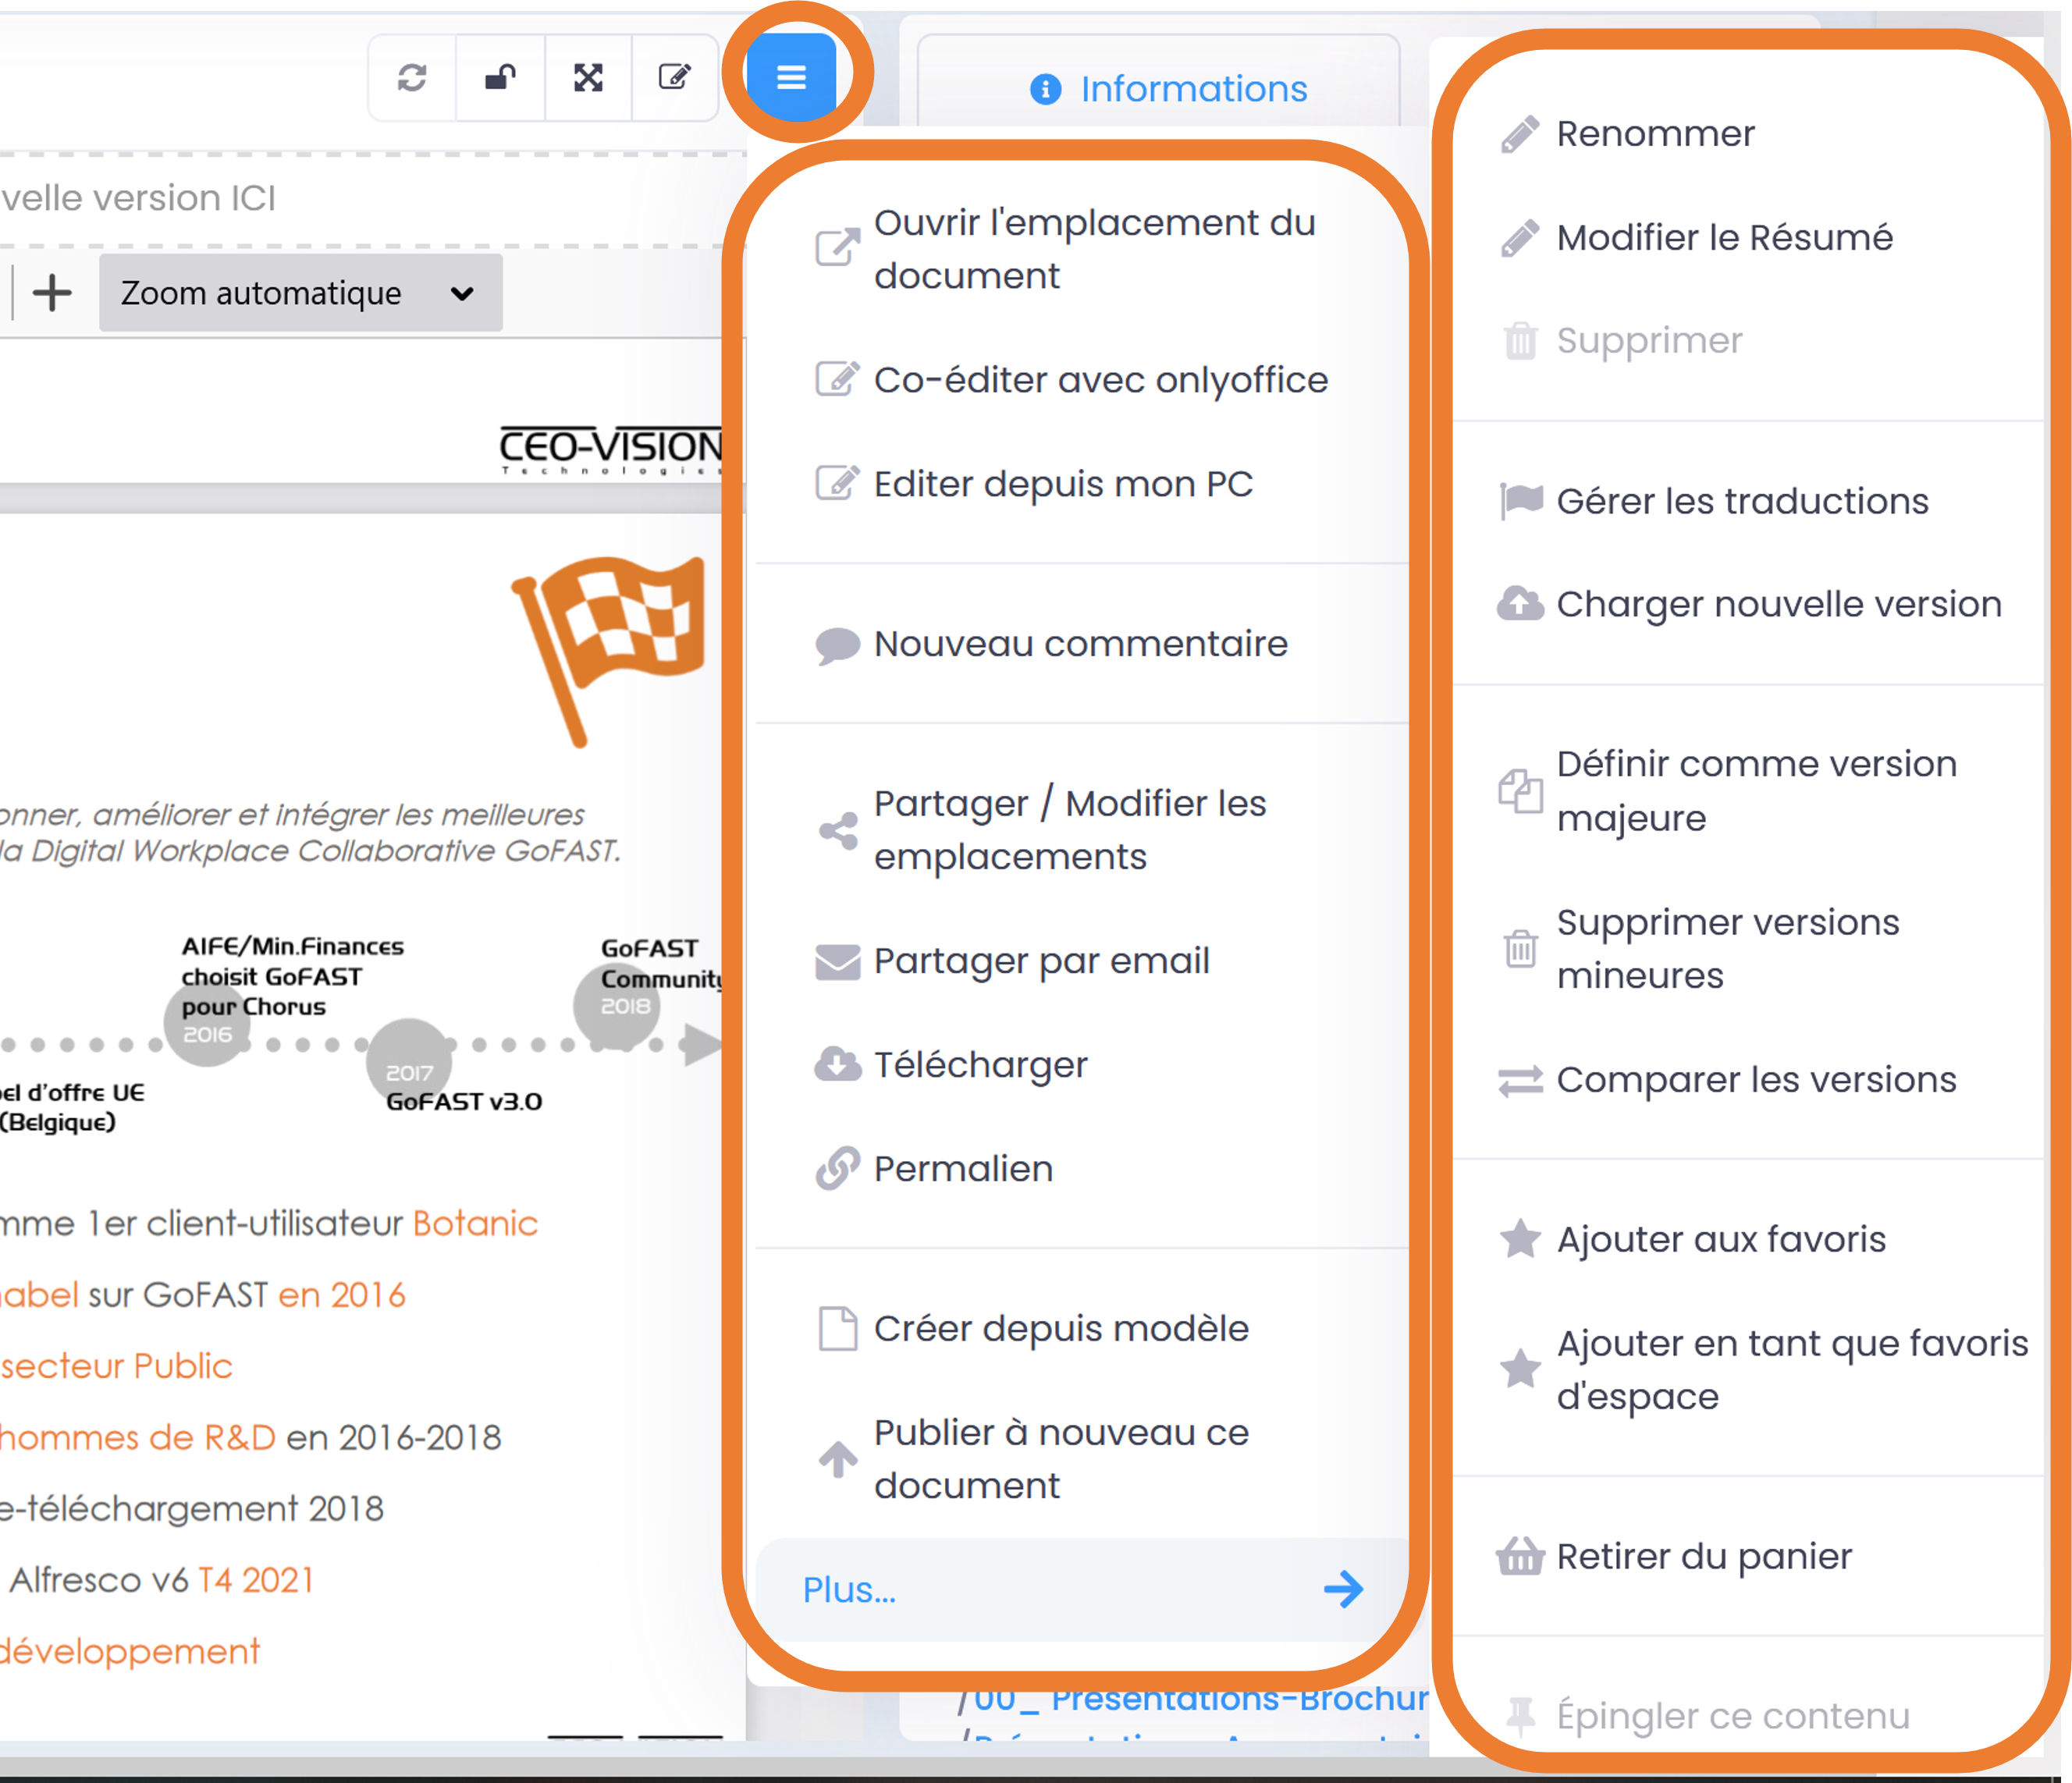 Informations
velle version ICI
Zoom automatique
CEO-VISION
Technologies
onner, améliorer et intégrer les meilleures
la Digital Workplace Collaborative GoFAST.
AIFE/Min.Finances
choisit GoFAST
pour Chorus
2016
GoFAST
Community
2018
2017
GoFAST v3.0
el d'offre UE
(Belgique)
mme 1er client-utilisateur Botanic
abel sur GoFAST en 2016
secteur Public
hommes de R&D en 2016-2018
e-téléchargement 2018
Alfresco v6 T4 2021
développement
Ouvrir l'emplacement du
document
Co-éditer avec onlyoffice
Editer depuis mon PC
Nouveau commentaire
Partager / Modifier les
emplacements
Partager par email
Télécharger
Permalien
Créer depuis modèle
Publier à nouveau ce
document
Plus...
/00_ Presentations-Brochur
Renommer
Modifier le Résumé
Supprimer
Gérer les traductions
Charger nouvelle version
Définir comme version
majeure
Supprimer versions
mineures
Comparer les versions
Ajouter aux favoris
Ajouter en tant que favoris
d'espace
Retirer du panier
Épingler ce contenu